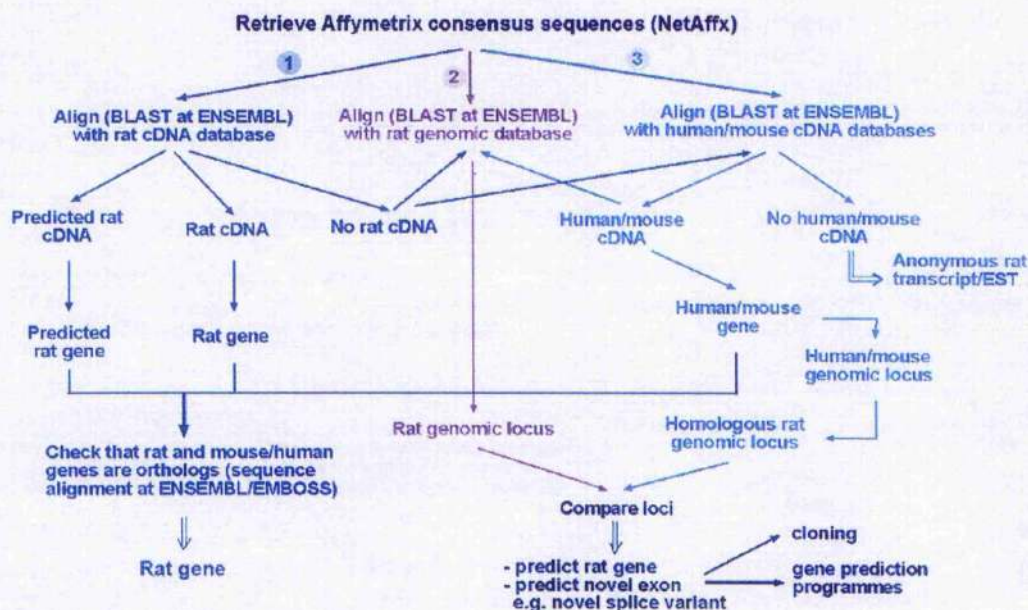 Retrieve Affymetrix consensus sequences (NetAffx)
1
2
3
Align (BLAST at ENSEMBL)
with rat cDNA database
Align (BLAST at ENSEMBL)
with rat genomic database
Align (BLAST at ENSEMBL)
with human/mouse cDNA databases
Predicted rat
cDNA
Rat cDNA
No rat cDNA
Human/mouse
cDNA
No human/mouse
cDNA
Anonymous rat
transcript/EST
Predicted
rat gene
Rat gene
Human/mouse
gene
Human/mouse
genomic locus
Rat genomic locus
Homologous rat
genomic locus
Check that rat and mouse/human
genes are orthologs (sequence
alignment at ENSEMBL/EMBOSS)
Compare loci
Rat gene
- predict rat gene
- predict novel exon
e.g. novel splice variant
cloning
gene prediction
programmes